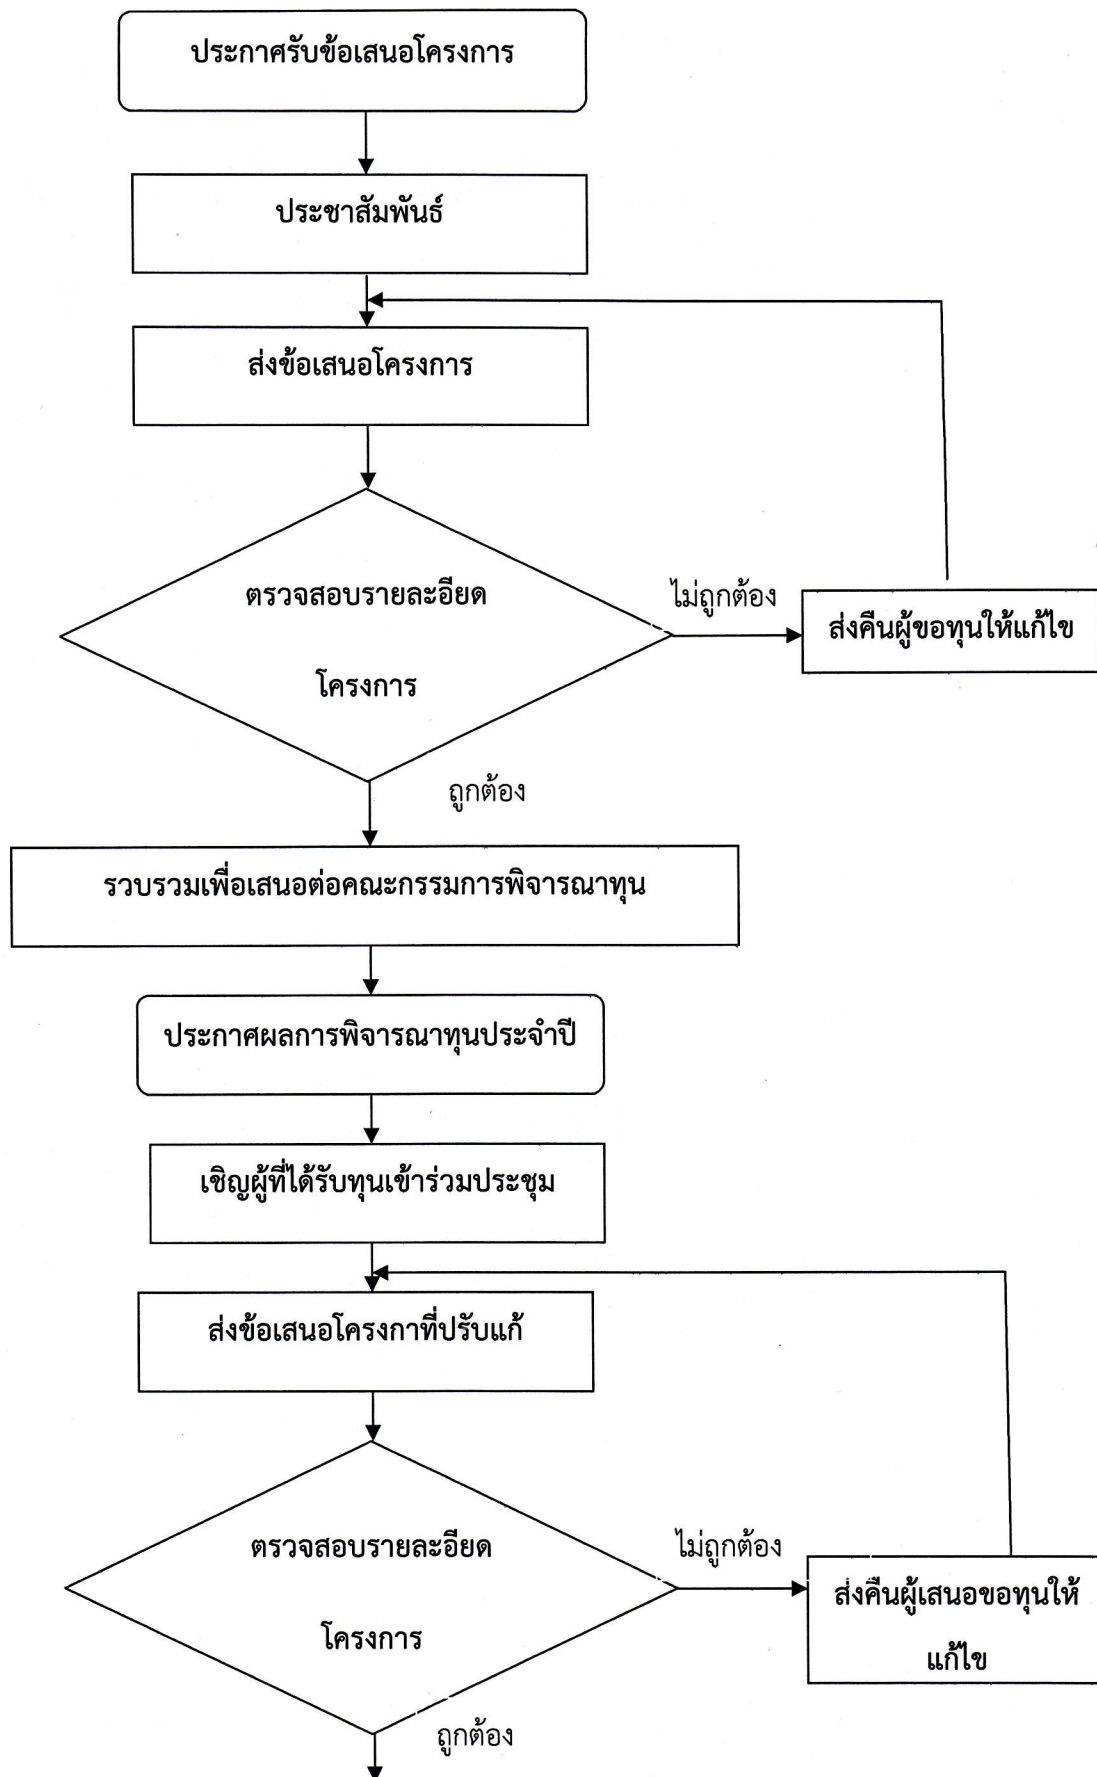 ประกาศรับข้อเสนอโครงการ
ประชาสัมพันธ์
ส่งข้อเสนอโครงการ
ตรวจสอบรายละอียด
โครงการ
ไม่ถูกต้อง
ส่งคืนผู้ขอทุนให้แก้ไข
ถูกต้อง
รวบรวมเพื่อเสนอต่อคณะกรรมการพิจารณาทุน
ประกาศผลการพิจารณาทุนประจำปี
เชิญผู้ที่ได้รับทุนเข้าร่วมประชุม
ส่งข้อเสนอโครงกาที่ปรับแก้
ตรวจสอบรายละอียด
โครงการ
ไม่ถูกต้อง
ส่งคืนผู้เสนอขอทุนให้
แก้ไข
ถูกต้อง